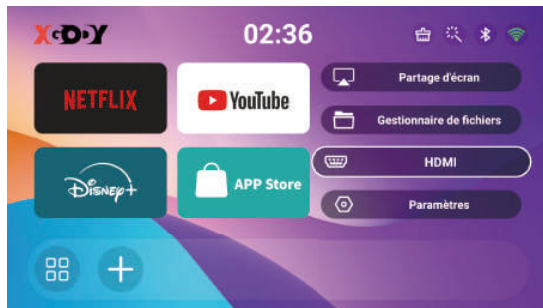 XGODY
02:36
NETFLIX
YouTube
Partage d'écran
Gestionnaire de fichiers
Disney+
APP Store
HDMI
Paramètres